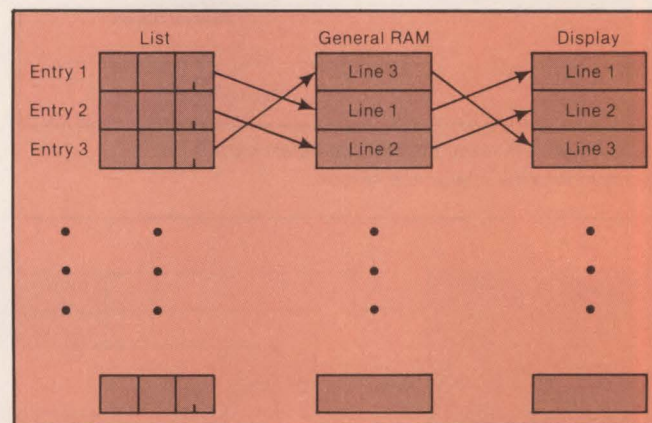 List General RAM Display
Entry 1 Line 3 Line 1
Entry 2 Line 1 Line 2
Entry 3 Line 2 Line 3